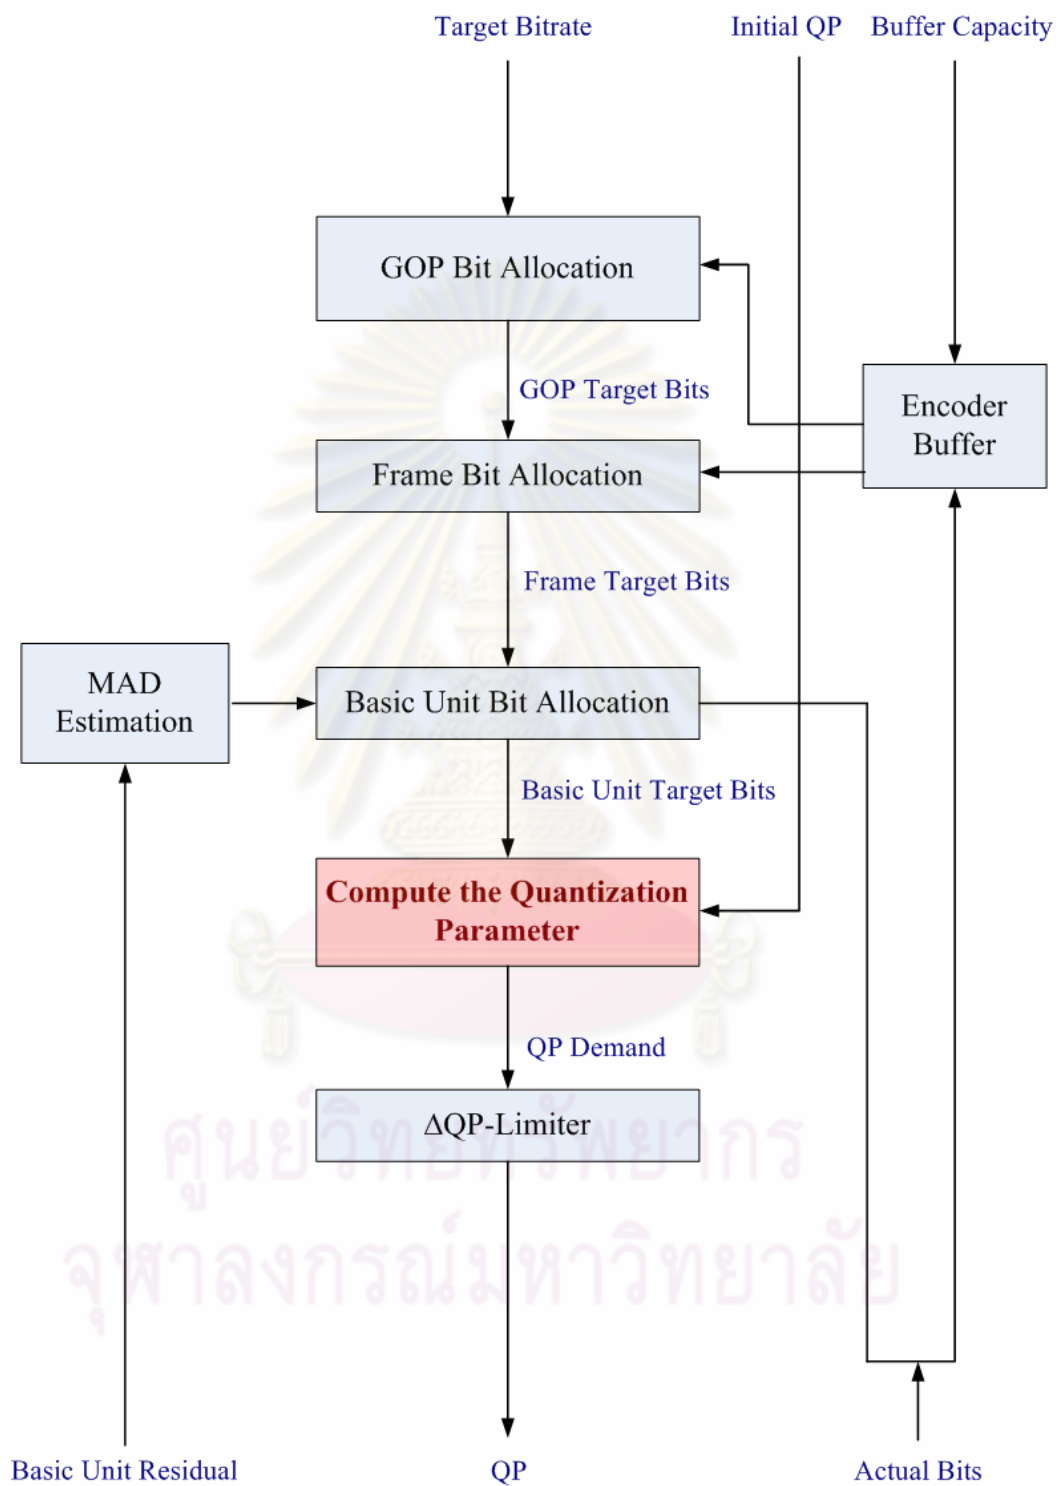 Target Bitrate
Initial QP
Buffer Capacity
GOP Bit Allocation
GOP Target Bits
Encoder
Buffer
Frame Bit Allocation
Frame Target Bits
MAD
Estimation
Basic Unit Bit Allocation
Basic Unit Target Bits
Compute the Quantization
Parameter
QP Demand
ΔQP-Limiter
ศูนย์วิทยทรัพยากร
จุฬาลงกรณ์มหาวิทยาลัย
Basic Unit Residual
QP
Actual Bits